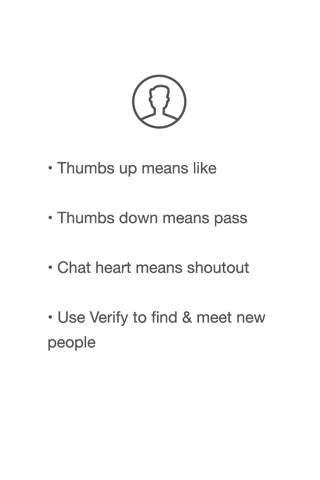 • Thumbs up means like
• Thumbs down means pass
• Chat heart means shoutout
• Use Verify to find & meet new
people